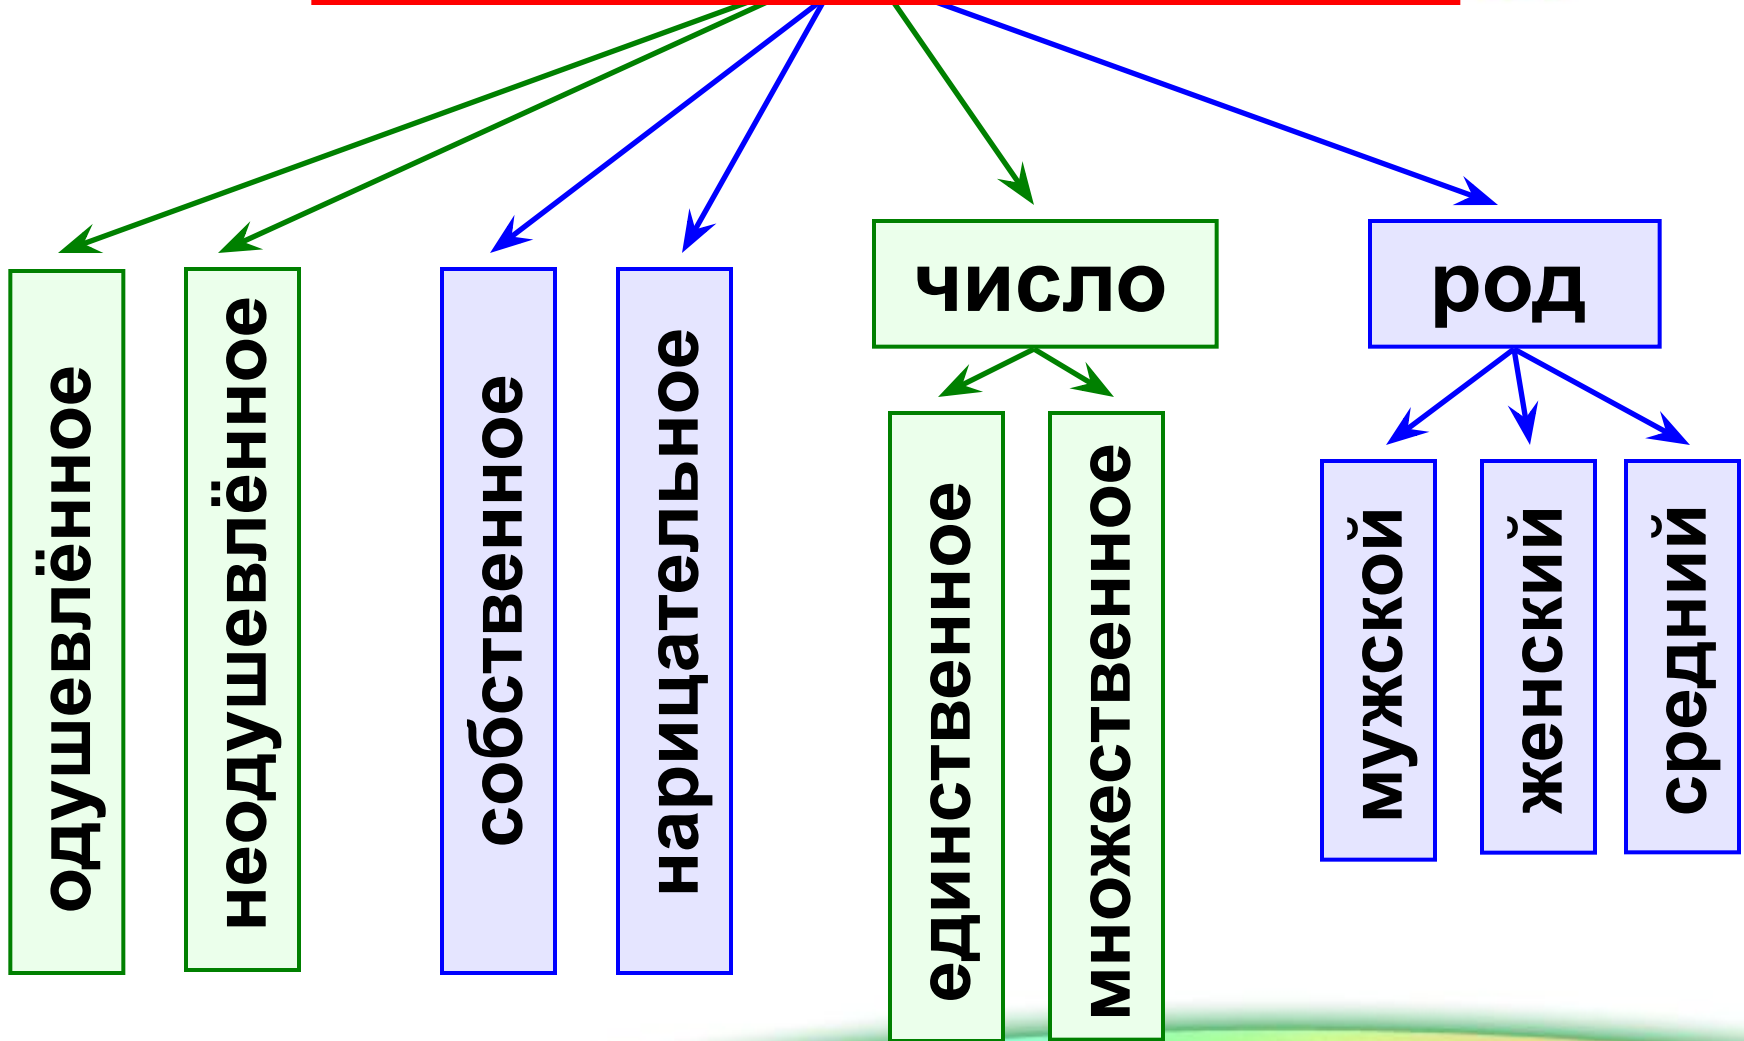 число
род
одушевлённое
неодушевлённое
собственное
нарицательное
единственное
множественное
мужской
женский
средний